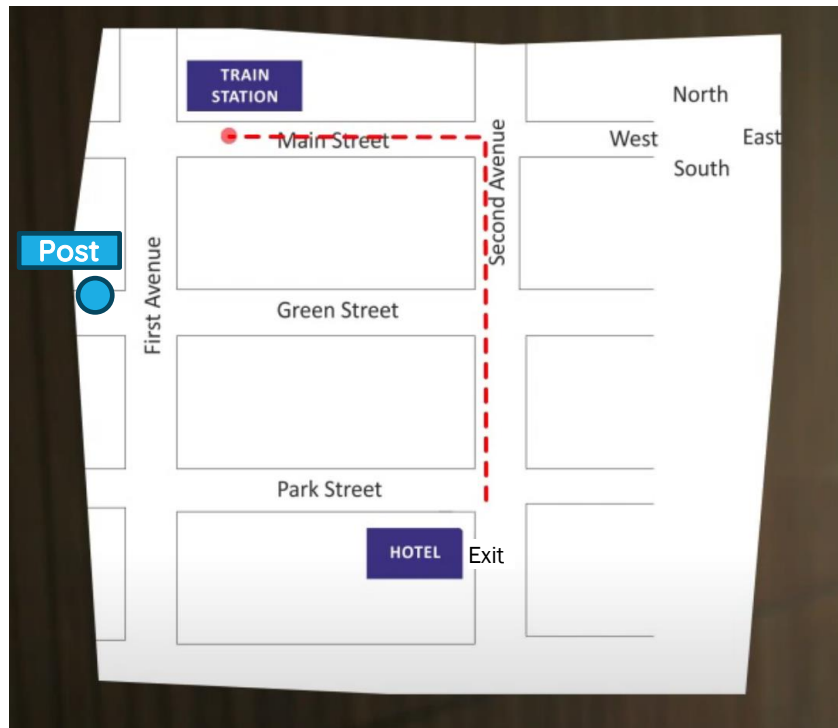 TRAIN
STATION
North
Main Street
West
East
South
Second Avenue
Post
First Avenue
Green Street
Park Street
HOTEL
Exit